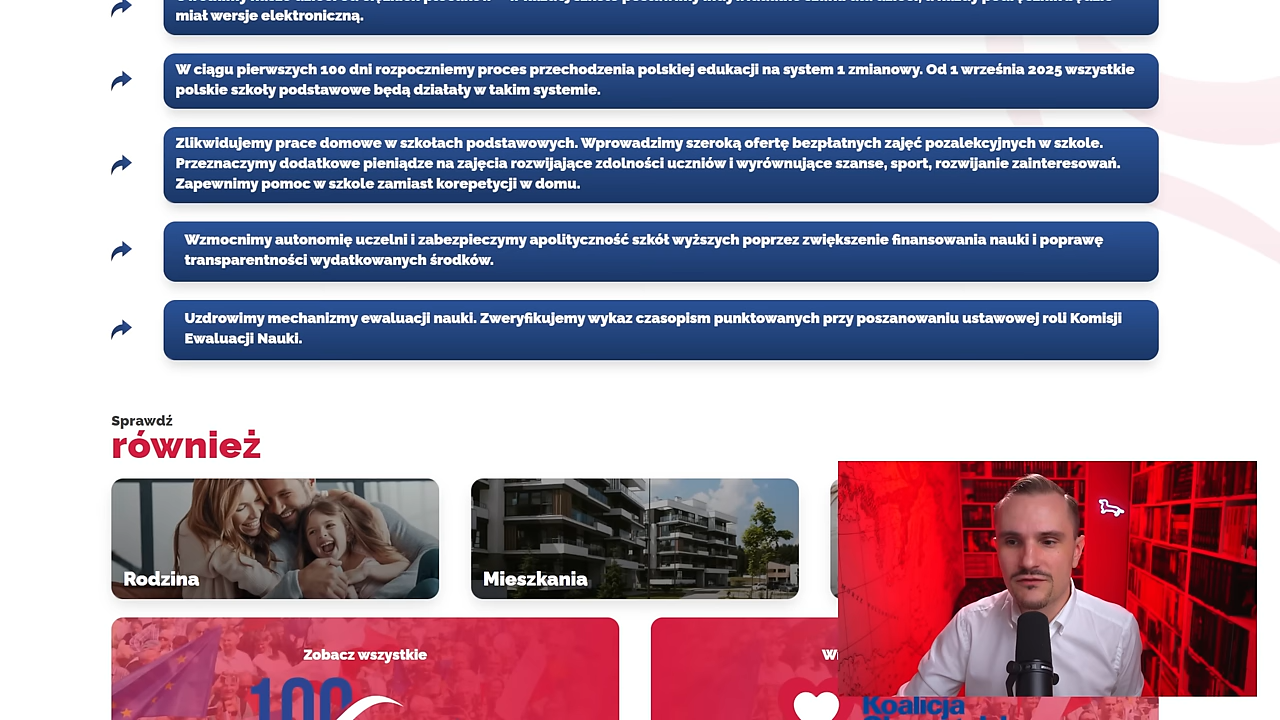 miał wersje elektroniczną.
W ciągu pierwszych 100 dni rozpoczniemy proces przechodzenia polskiej edukacji na system 1 zmianowy. Od 1 września 2025 wszystkie
polskie szkoły podstawowe będą działały w takim systemie.
Zlikwidujemy prace domowe w szkołach podstawowych. Wprowadzimy szeroką ofertę bezpłatnych zajęć pozalekcyjnych w szkole.
Przeznaczymy dodatkowe pieniądze na zajęcia rozwijające zdolności uczniów i wyrównujące szanse, sport, rozwijanie zainteresowań.
Zapewnimy pomoc w szkole zamiast korepetycji w domu.
Wzmocnimy autonomię uczelni i zabezpieczymy apolityczność szkół wyższych poprzez zwiększenie finansowania nauki i poprawę
transparentności wydatkowanych środków.
Uzdrowimy mechanizmy ewaluacji nauki. Zweryfikujemy wykaz czasopism punktowanych przy poszanowaniu ustawowej roli Komisji
Ewaluacji Nauki.
Sprawdź
również
Rodzina
Mieszkania
Zobacz wszystkie
100
Koalicja